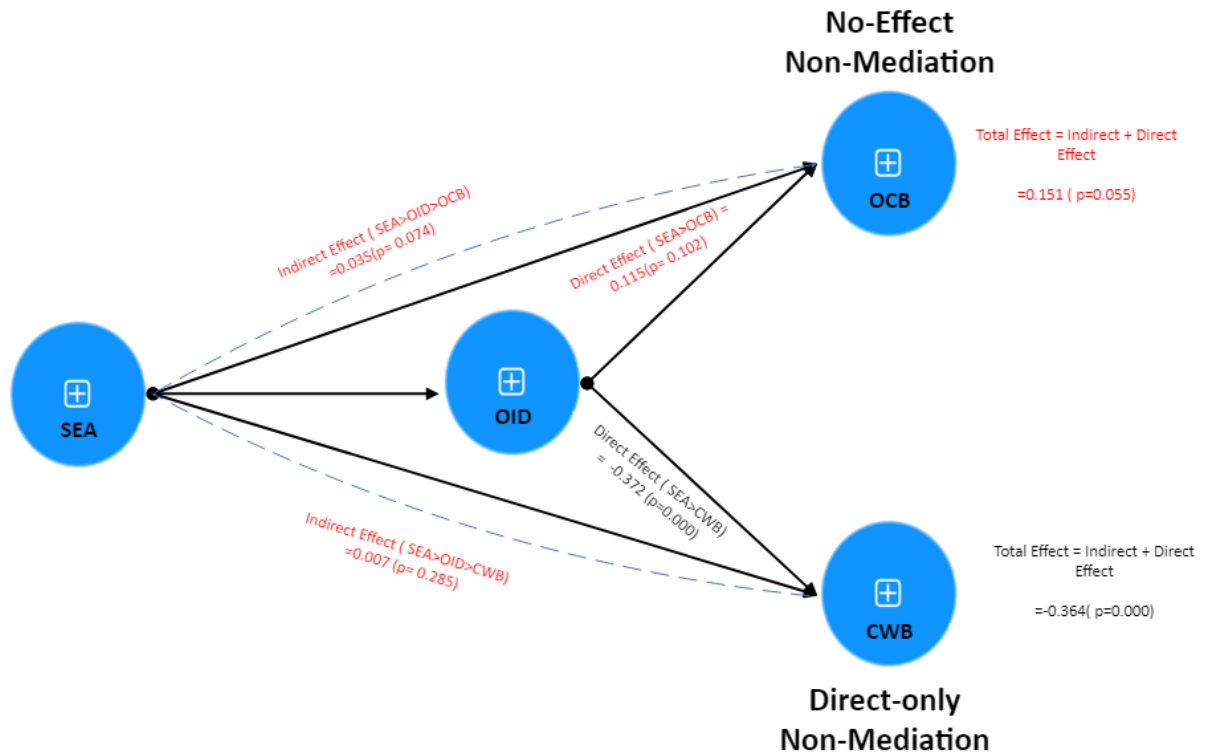 No-Effect
Non-Mediation
Total Effect = Indirect + Direct
Effect
=0.151 ( p=0.055)
OCB
Indirect Effect ( SEA>OID>OCB)
=0.035(p= 0.074)
Direct Effect ( SEA>OCB) =
0.115(p= 0.102)
SEA
OID
Direct Effect ( SEA>CWB)
= -0.372 (p=0.000)
Indirect Effect ( SEA>OID>CWB)
=0.007 (p= 0.285)
Total Effect = Indirect + Direct
Effect
=-0.364( p=0.000)
CWB
Direct-only
Non-Mediation